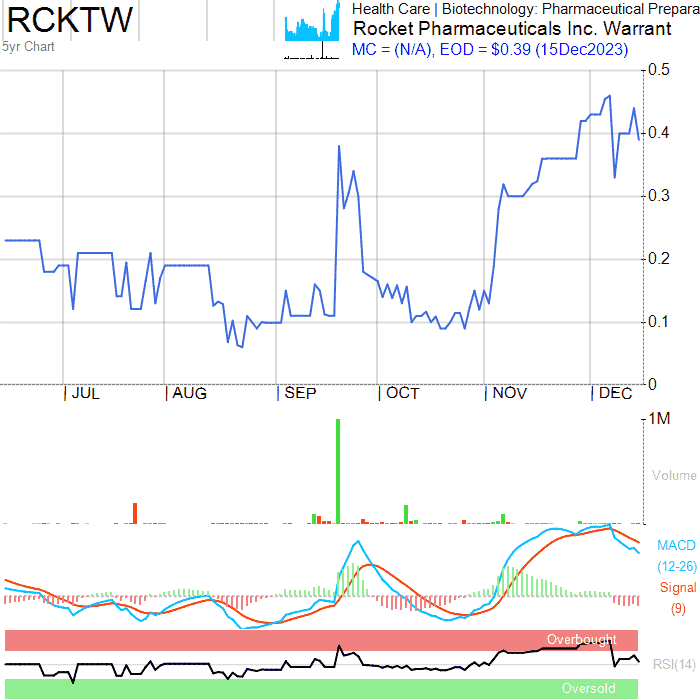 RCKTW
5yr Chart
Health Care | Biotechnology: Pharmaceutical Prepara
Rocket Pharmaceuticals Inc. Warrant
MC = (N/A), EOD = $0.39 (15Dec2023)
0.5
0.4
0.3
0.2
0.1
0
JUL
AUG
SEP
OCT
NOV
DEC
1M
Volume
MACD
(12-26)
Signal
(9)
Overbought
RSI(14)
Oversold